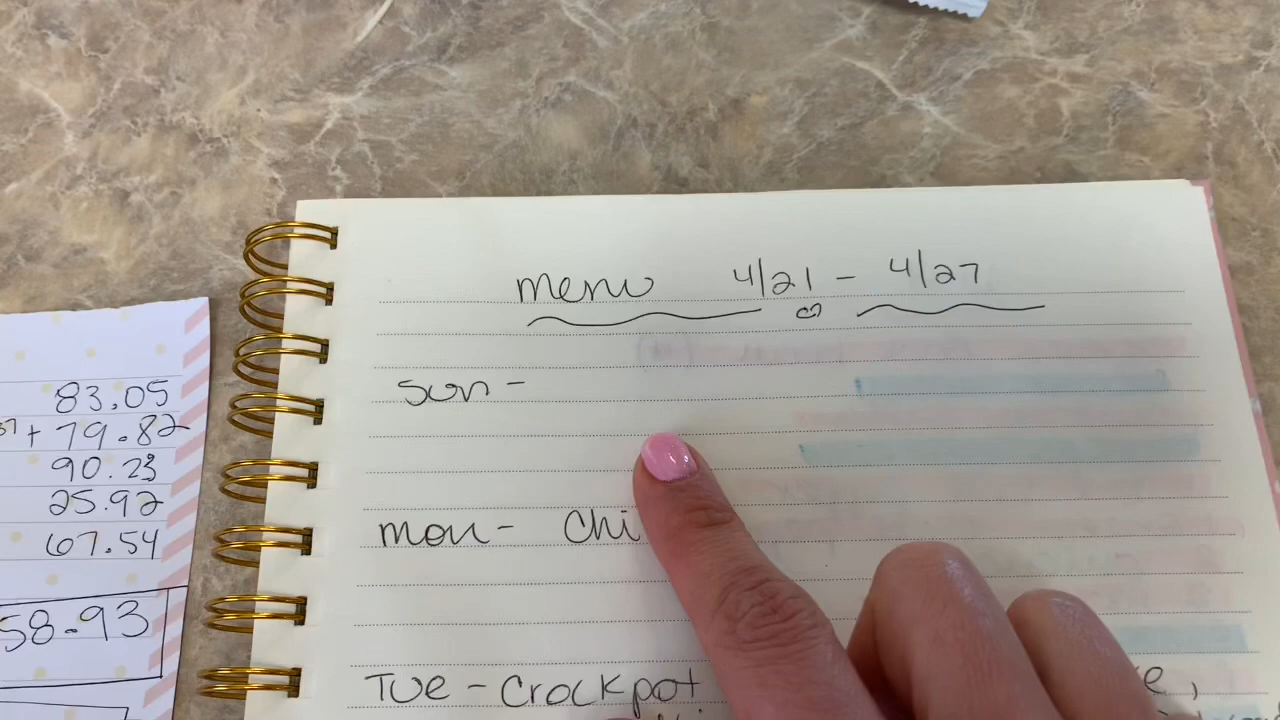 menu 4/21 - 4/27
sun -
mon - Chi
Tue - Crockpot
83.05
+ 79.82
90.23
25.92
67.54
58.93